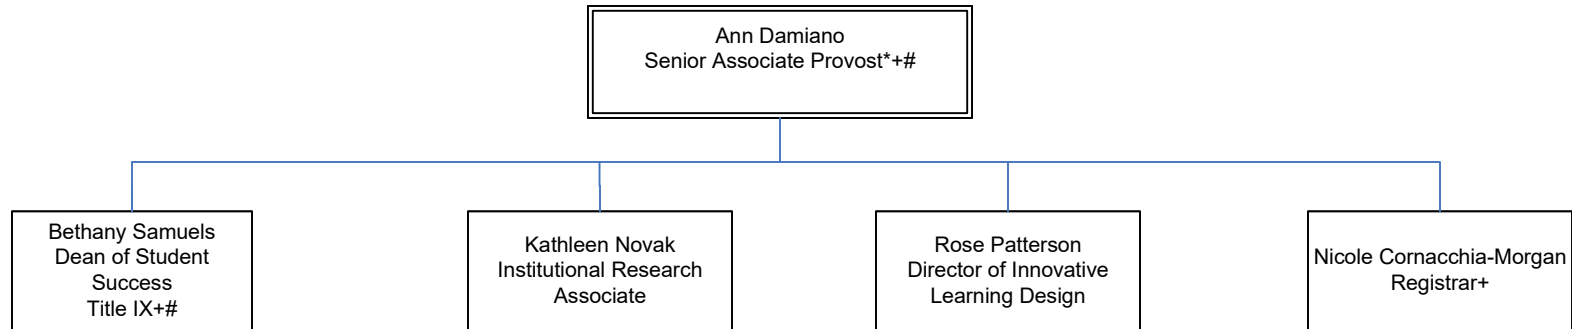 Ann Damiano
Senior Associate Provost*+#
Bethany Samuels
Dean of Student
Success
Title IX+#
Kathleen Novak
Institutional Research
Associate
Rose Patterson
Director of Innovative
Learning Design
Nicole Cornacchia-Morgan
Registrar+